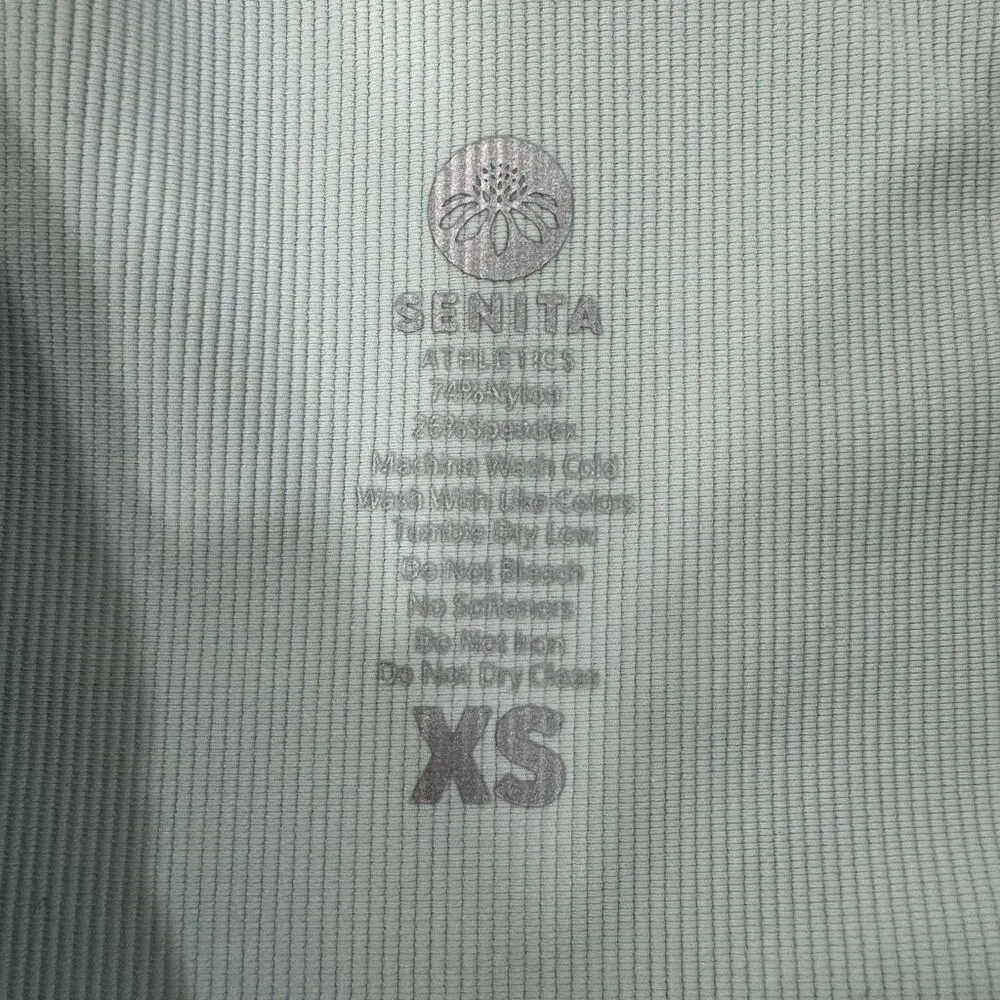 SENITA
ATHLETICS
74%Nylon
26%Spandex
Machine Wash Cold
Wash With Like Colors
Tumble Dry Low
Do Not Bleach
No Softeners
Do Not Iron
Do Not Dry Clean
XS